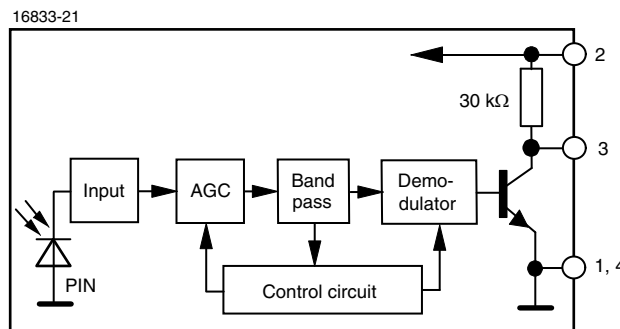 16833-21
2
30 kΩ
3
Input
AGC
Band
pass
Demo-
dulator
1, 4
PIN
Control circuit